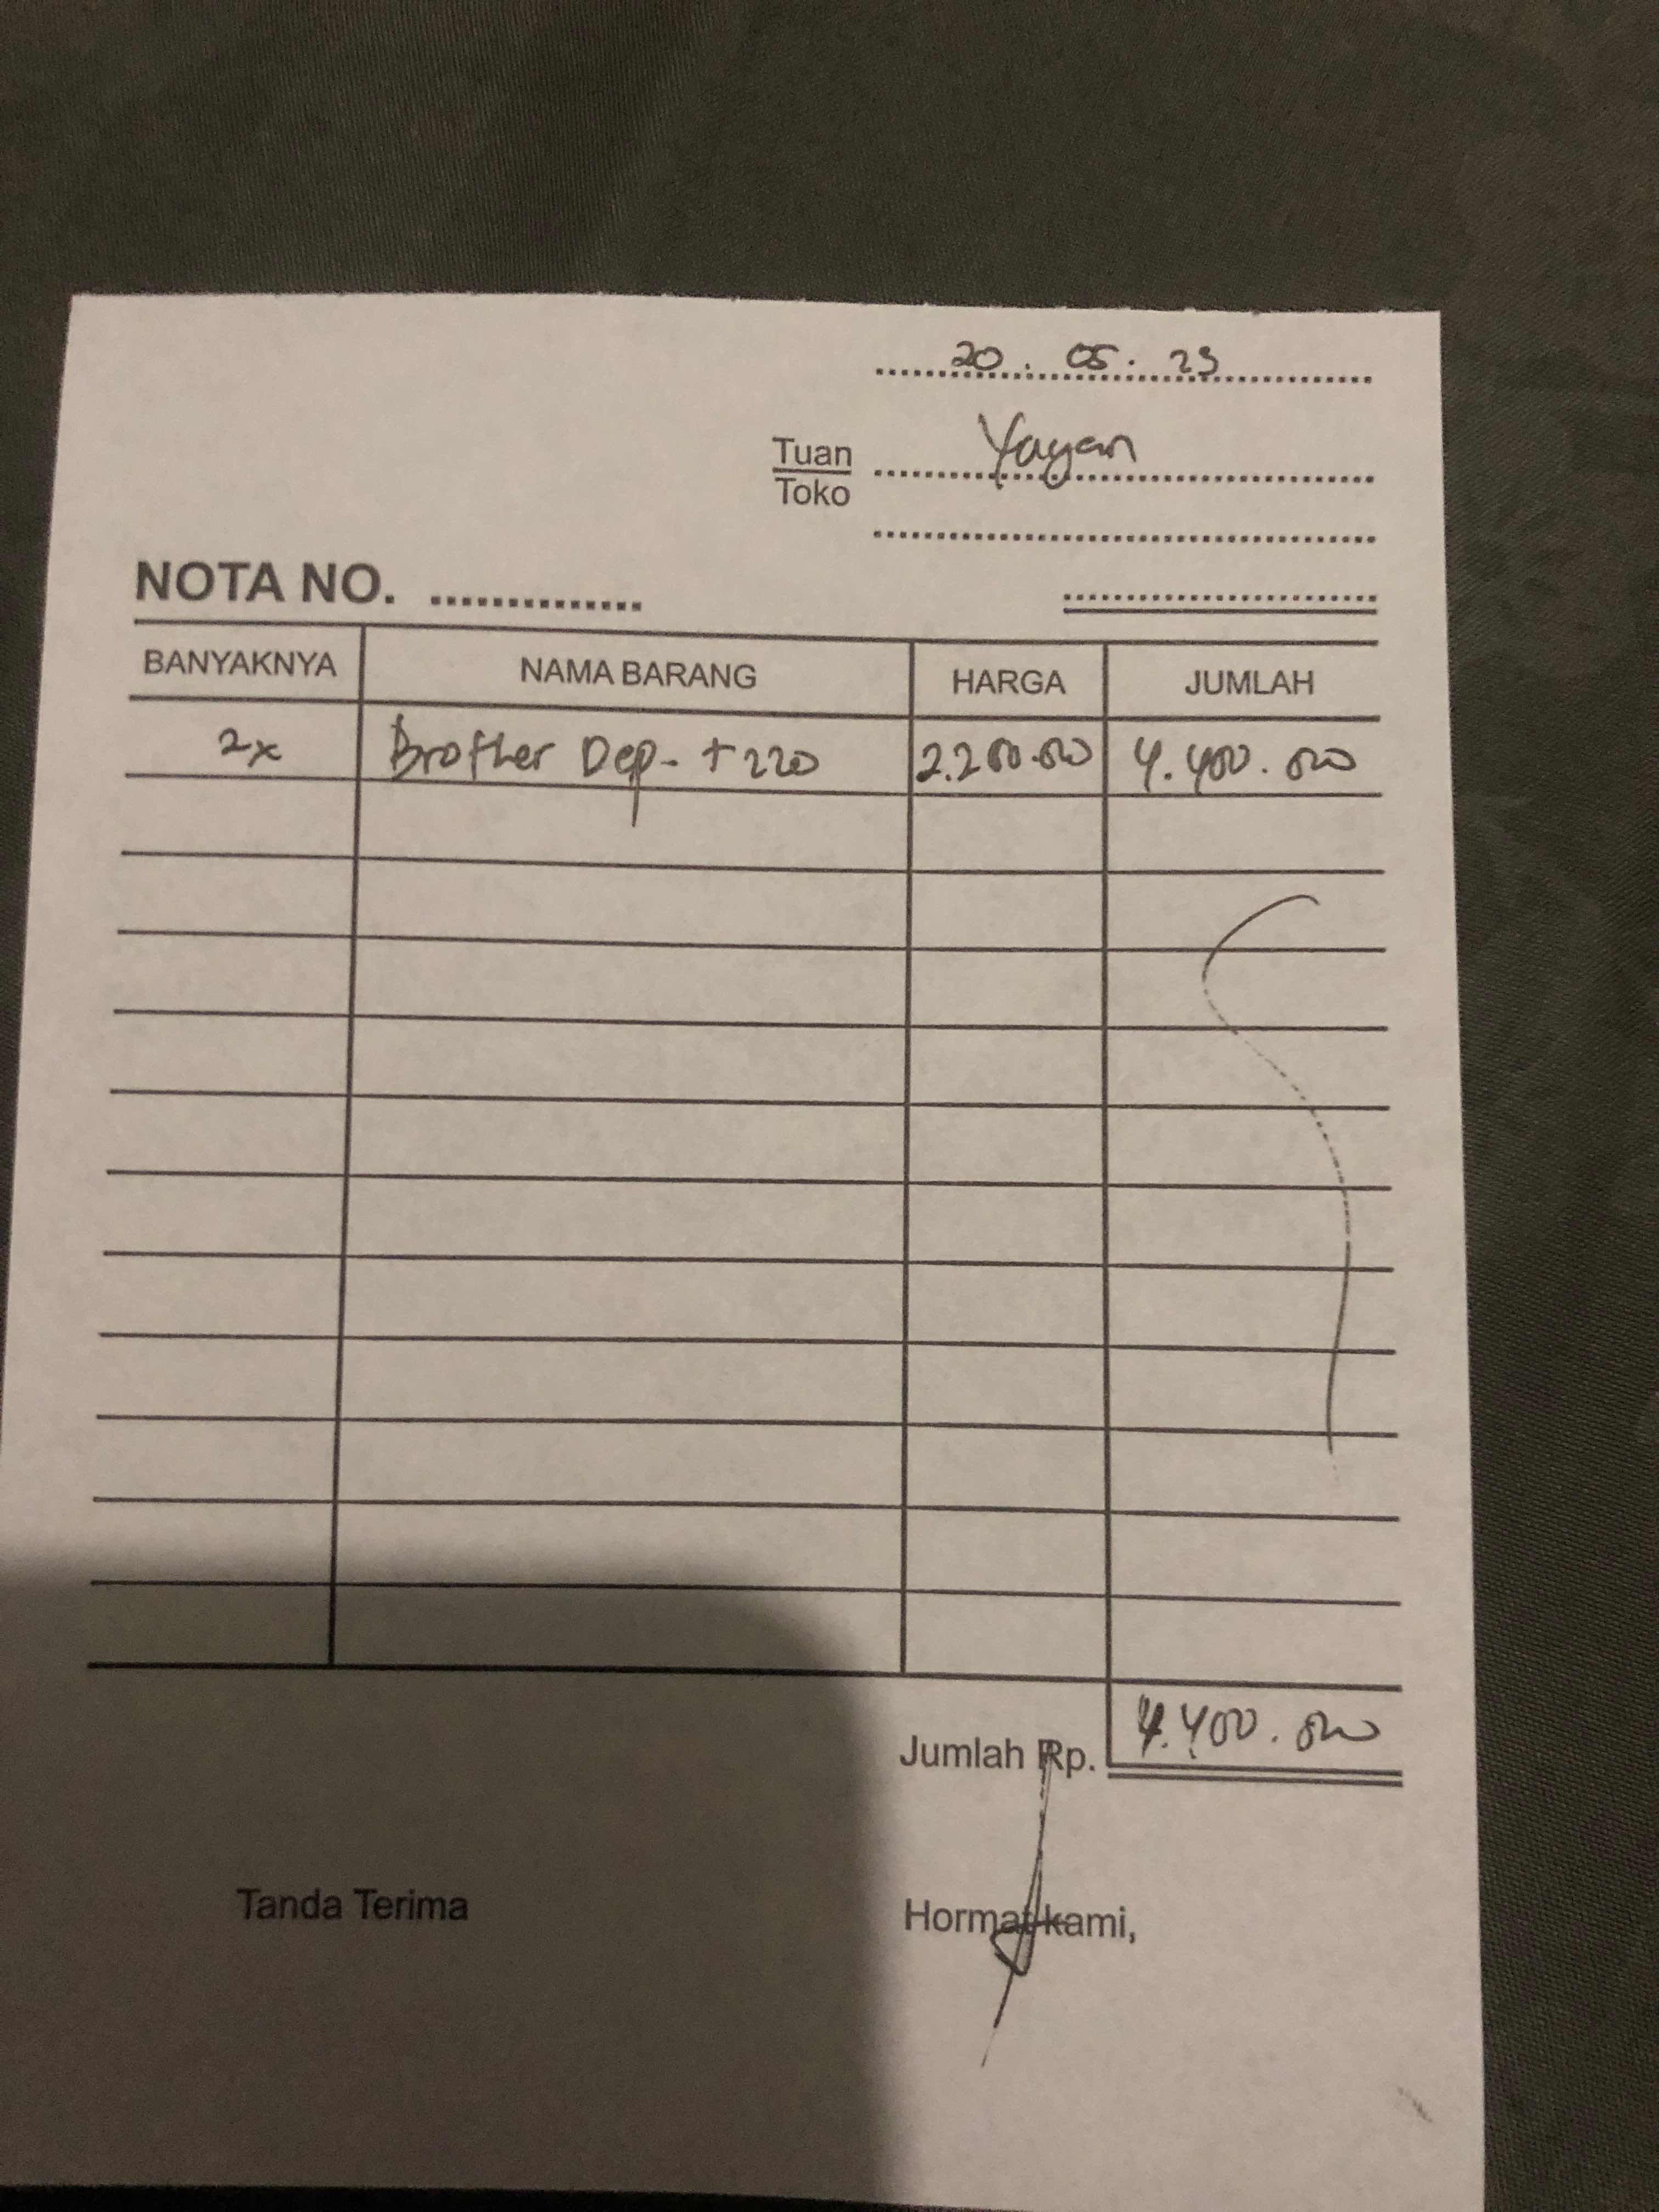 20 . 05 . 23
Tuan Yayan
Toko
NOTA NO. ..............
BANYAKNYA NAMA BARANG HARGA JUMLAH
2x Brother Dcp - T 220 2.200.000 4.400.000
Jumlah Rp. 4.400.000
Tanda Terima Hormat kami,